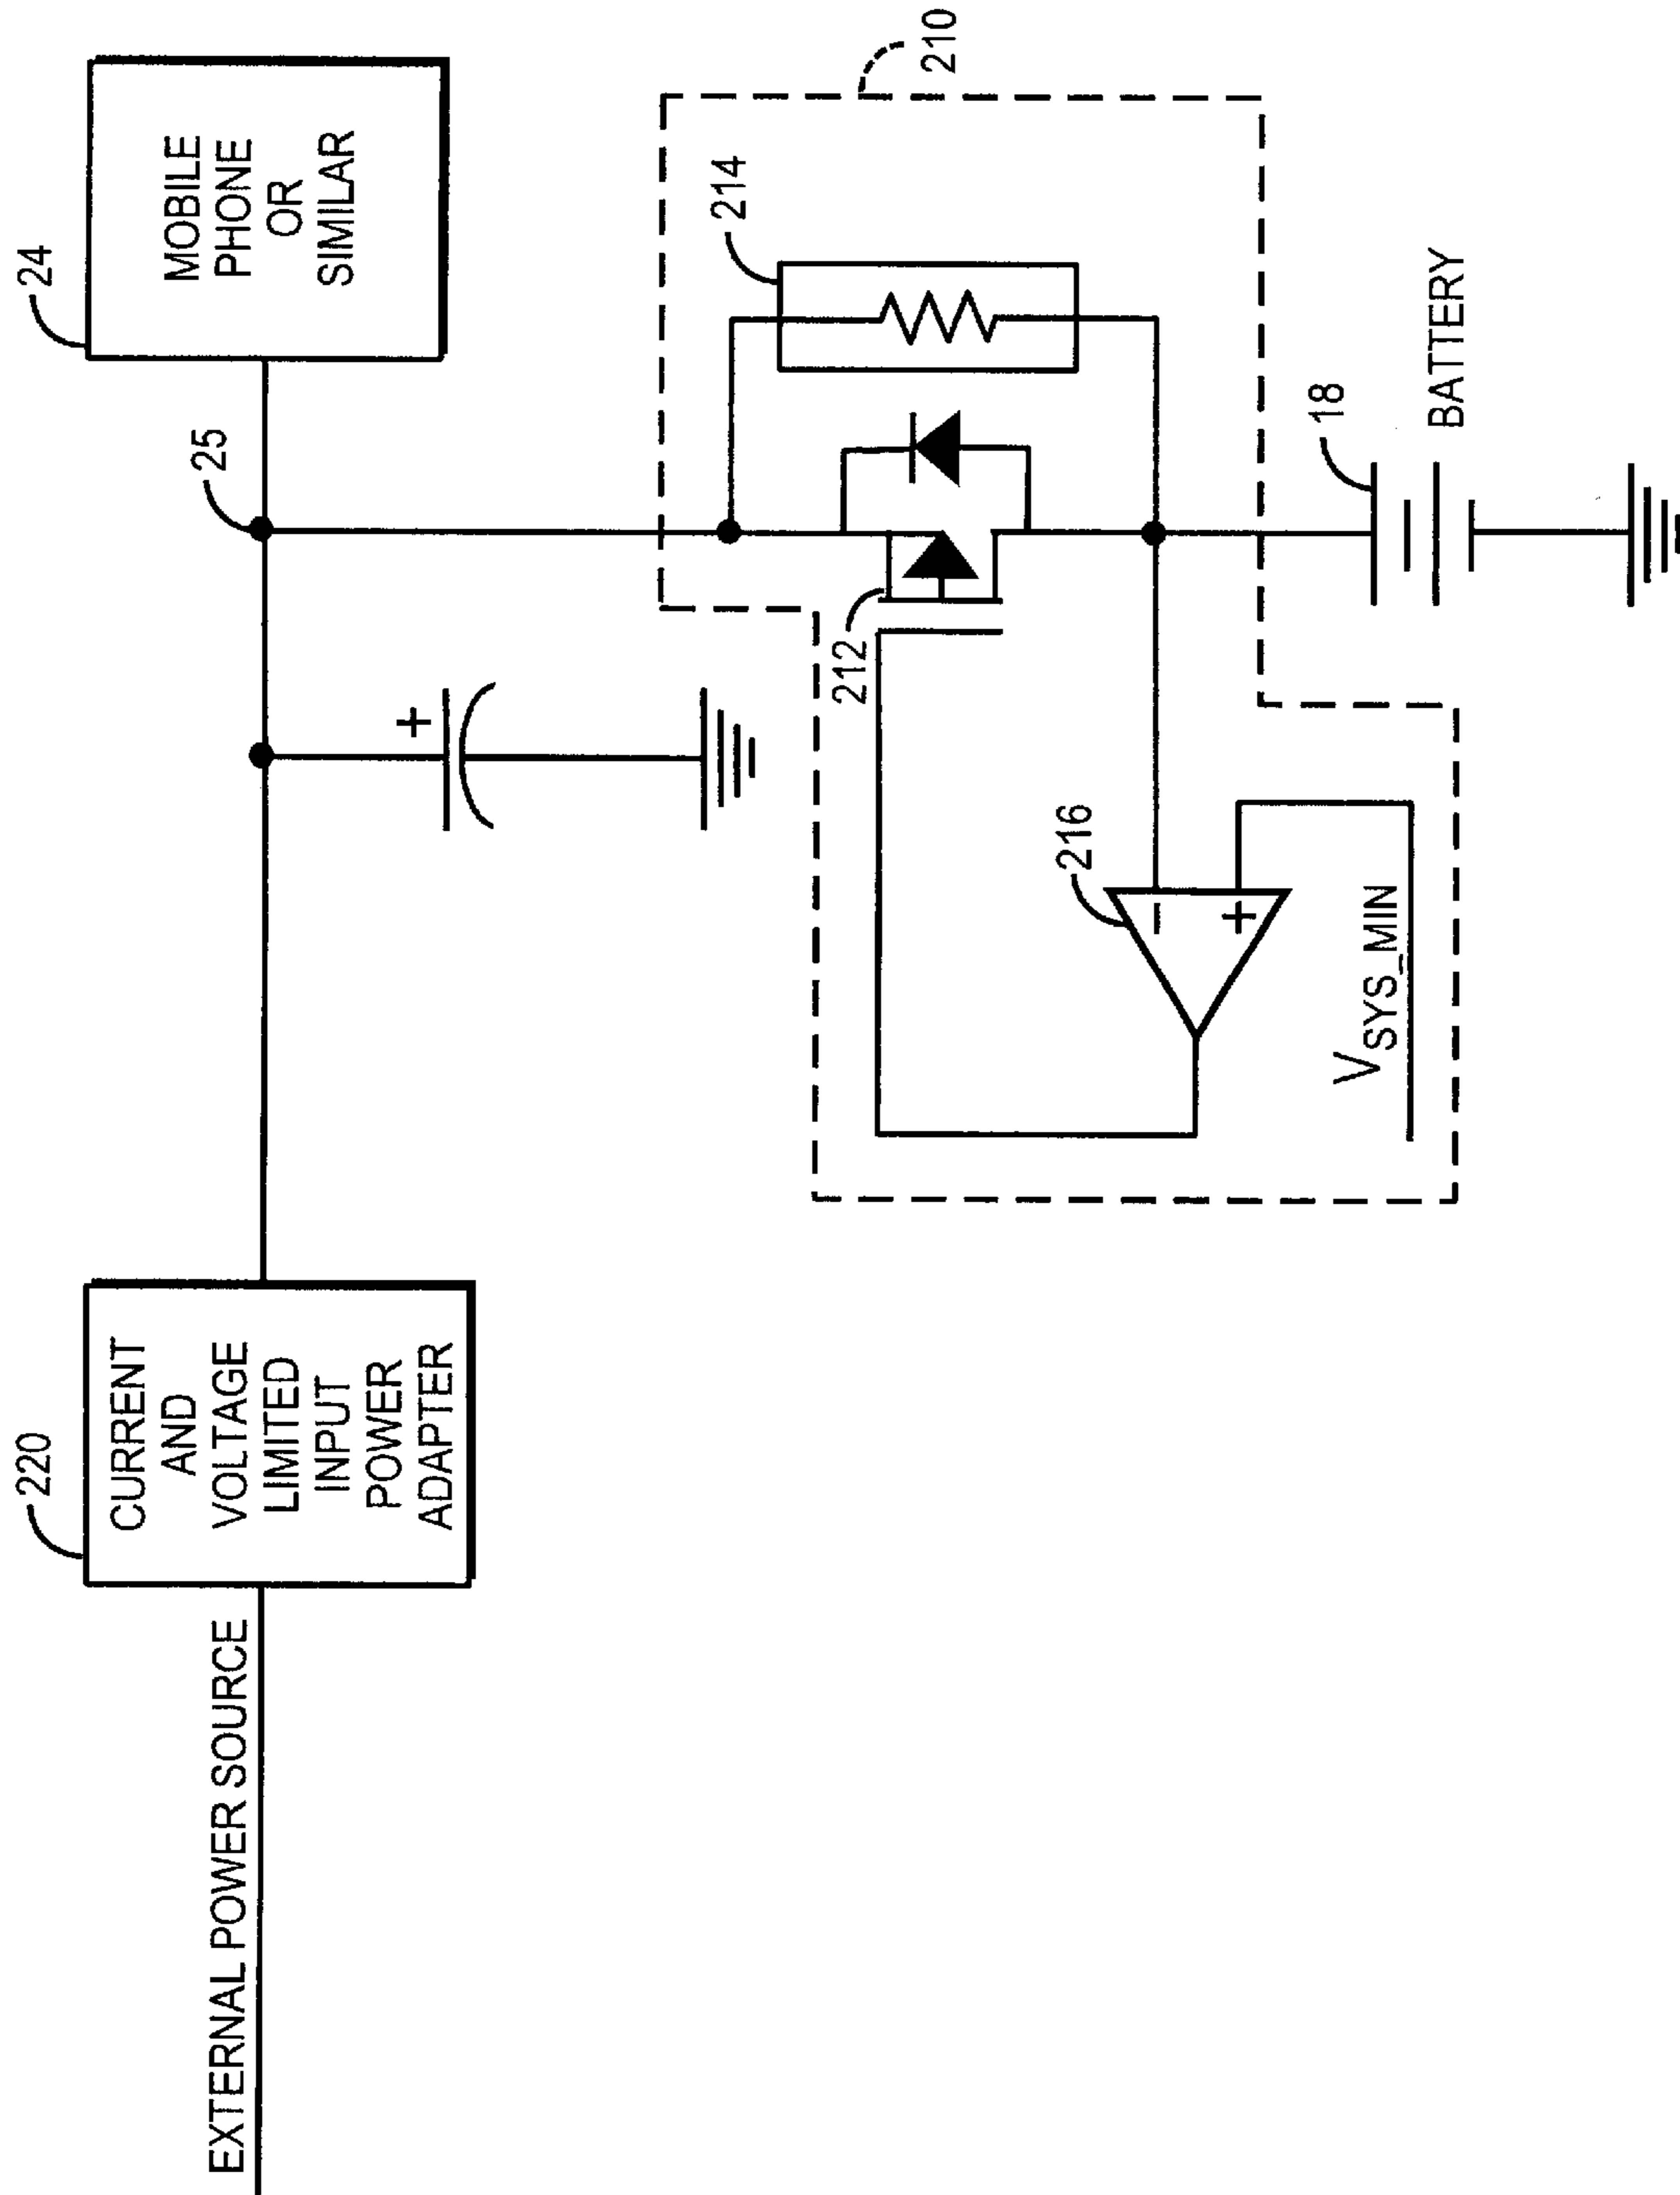 EXTERNAL POWER SOURCE
220
CURRENT
AND
VOLTAGE
LIMITED
INPUT
POWER
ADAPTER
+
25
24
MOBILE
PHONE
OR
SIMILAR
210
212
214
216
−
+
VSYS_MIN
18
BATTERY